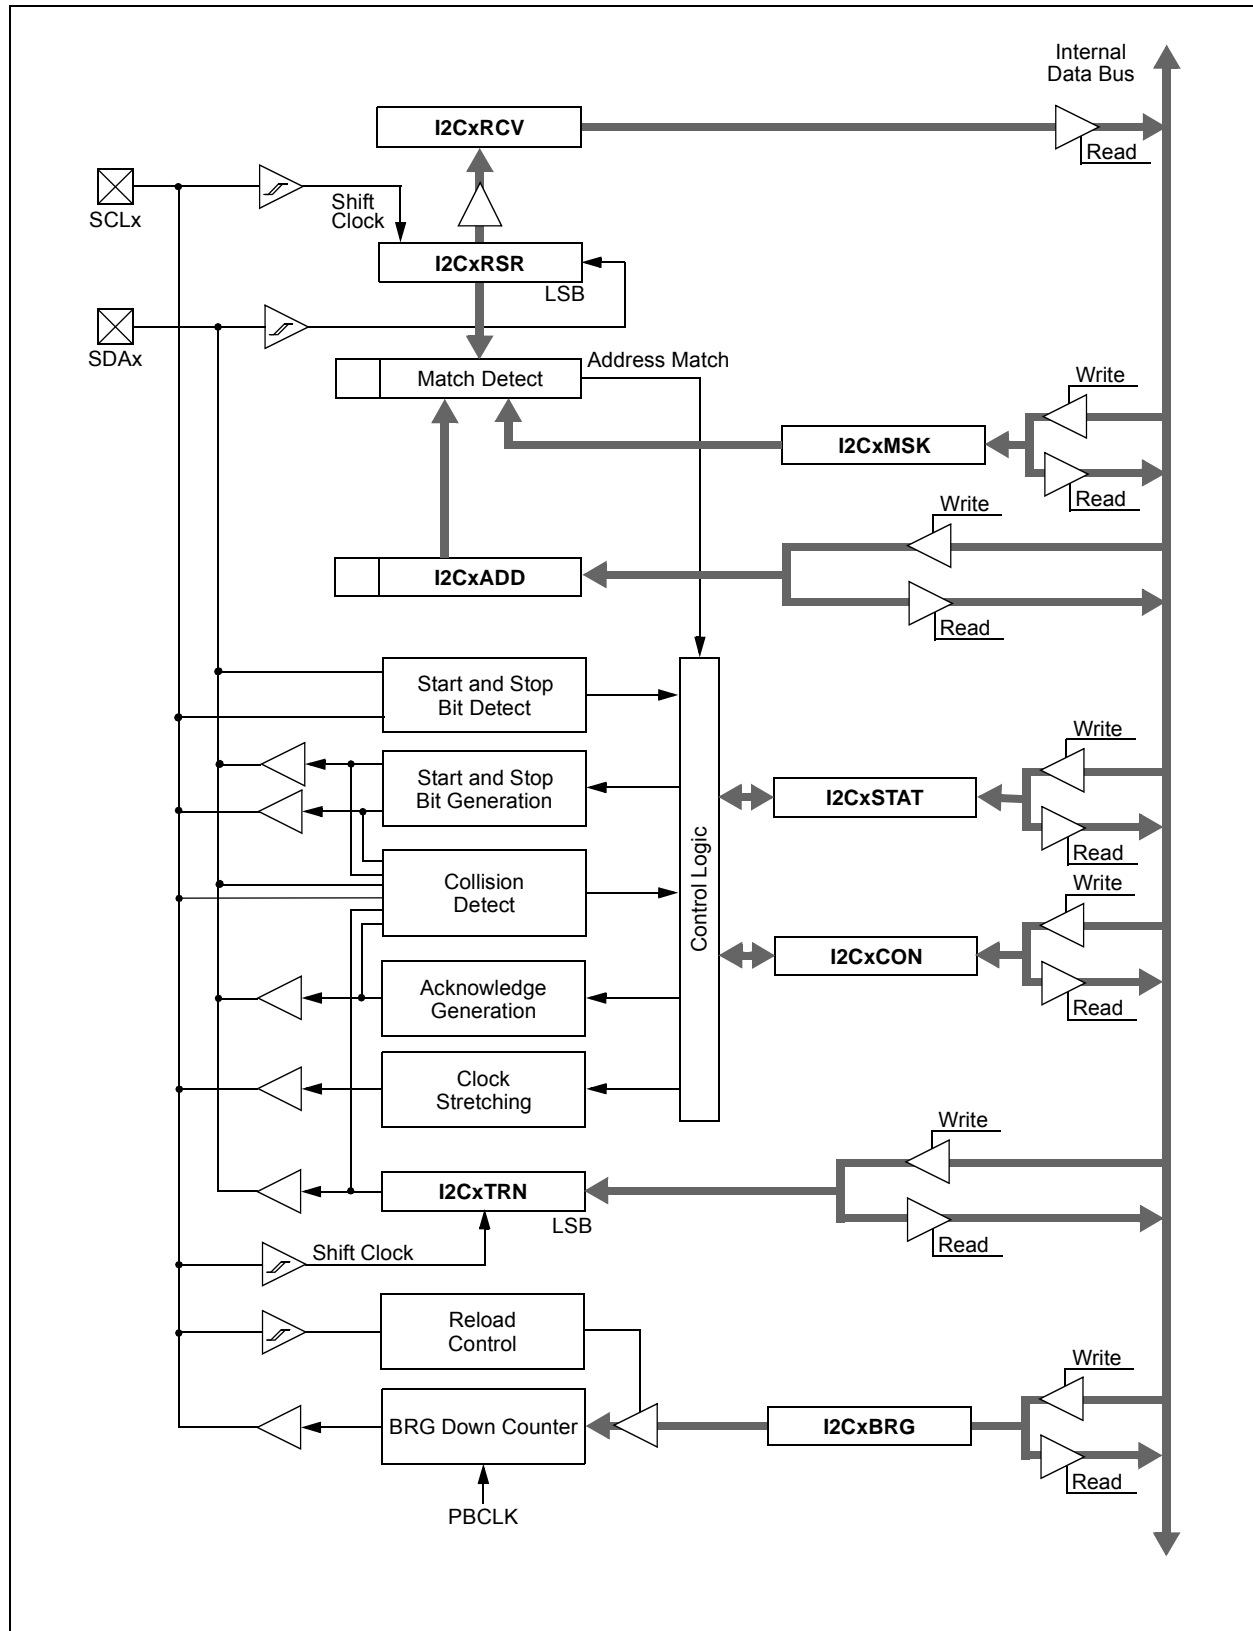 Internal
Data Bus
I2CxRCV
Read
SCLx
Shift
Clock
I2CxRSR
LSB
SDAx
Address Match
Match Detect
Write
I2CxMSK
Read
Write
I2CxADD
Read
Start and Stop
Bit Detect
Write
Start and Stop
Bit Generation
I2CxSTAT
Read
Control Logic
Collision
Detect
Write
I2CxCON
Acknowledge
Generation
Read
Clock
Stretching
Write
I2CxTRN
LSB
Read
Shift Clock
Reload
Control
Write
BRG Down Counter
I2CxBRG
Read
PBCLK